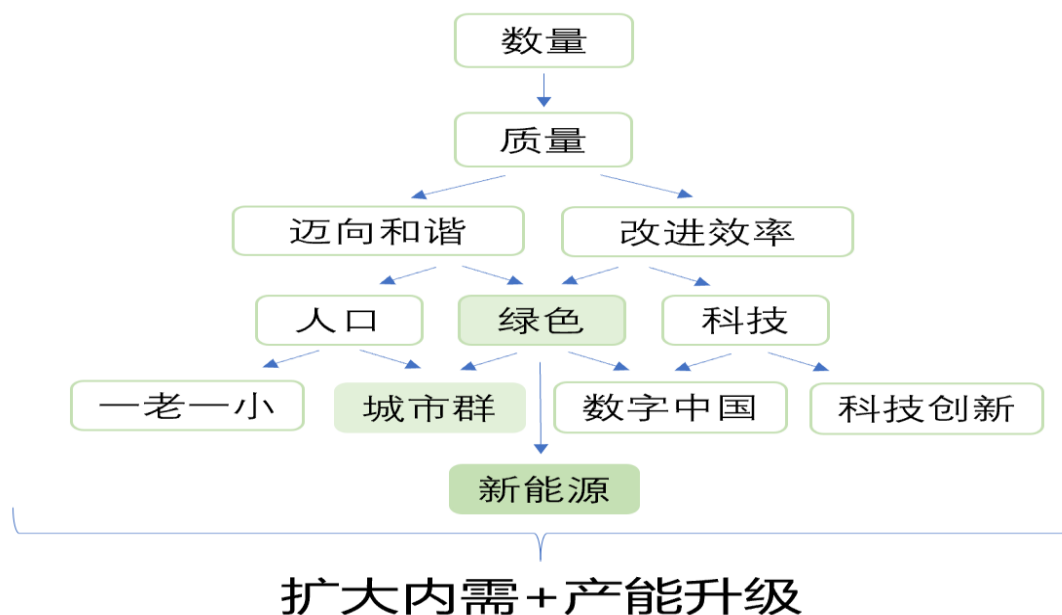 数量
质量
迈向和谐
改进效率
人口
绿色
科技
一老一小
城市群
数字中国
科技创新
新能源
扩大内需+产能升级